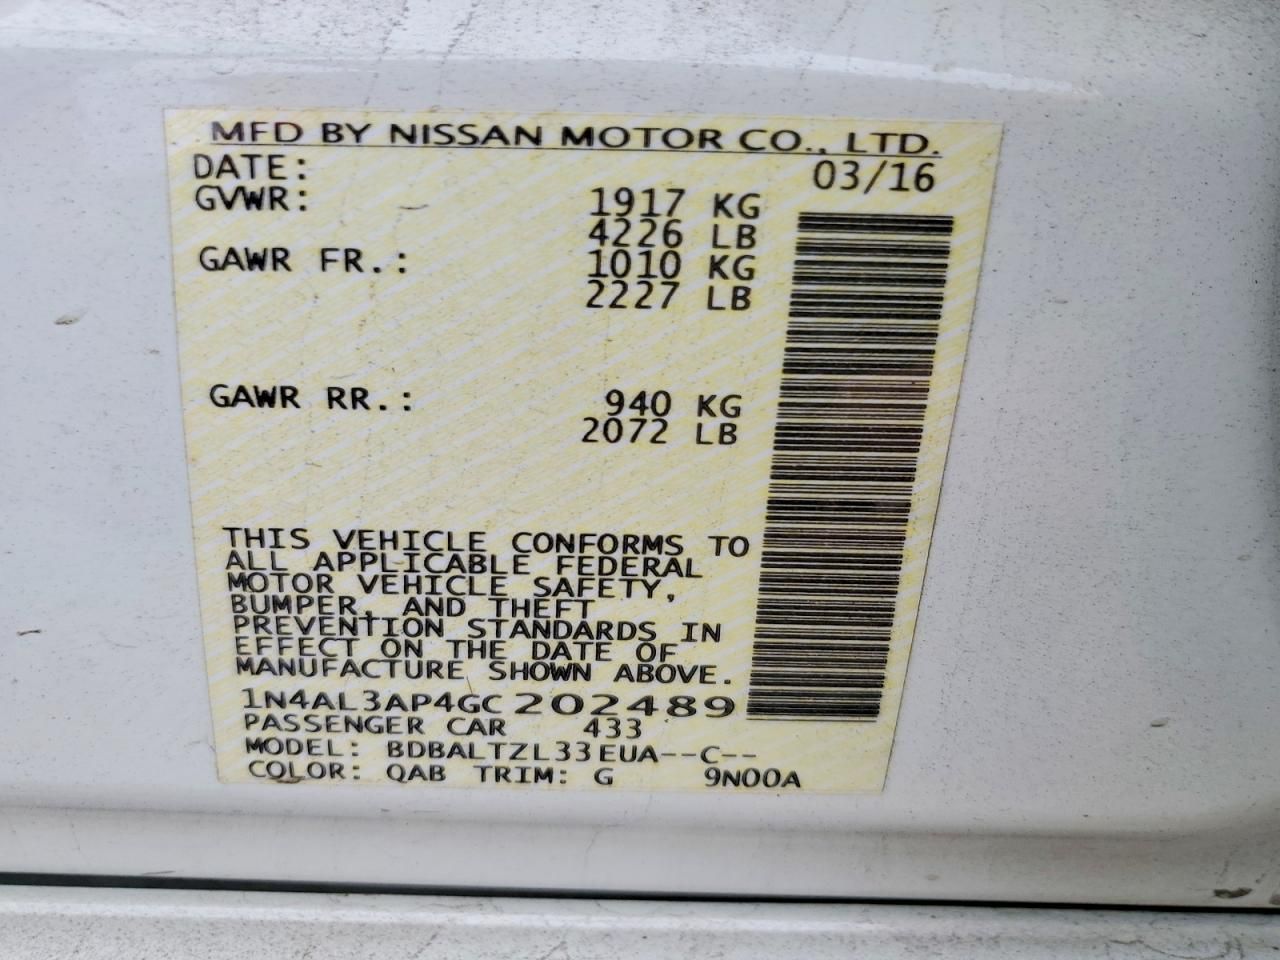 MFD BY NISSAN MOTOR CO., LTD.
DATE: 03/16
GVWR: 1917 KG
4226 LB
GAWR FR.: 1010 KG
2227 LB
GAWR RR.: 940 KG
2072 LB
THIS VEHICLE CONFORMS TO
ALL APPLICABLE FEDERAL
MOTOR VEHICLE SAFETY,
BUMPER, AND THEFT
PREVENTION STANDARDS IN
EFFECT ON THE DATE OF
MANUFACTURE SHOWN ABOVE.
1N4AL3AP4GC202489
PASSENGER CAR 433
MODEL: BDBALTZL33EUA--C--
COLOR: QAB TRIM: G 9N00A